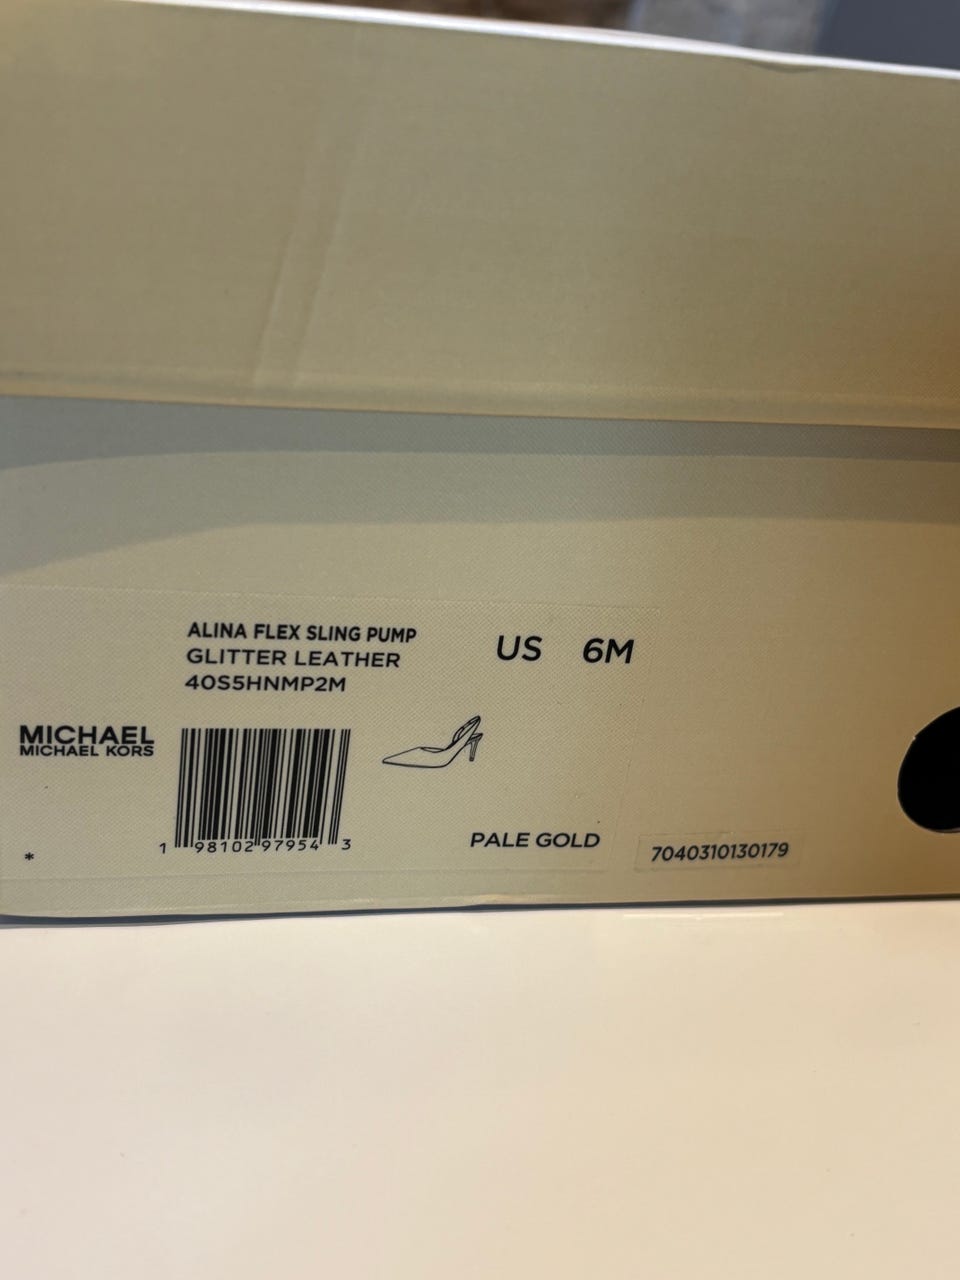 ALINA FLEX SLING PUMP
GLITTER LEATHER
40S5HNMP2M
US 6M
MICHAEL
MICHAEL KORS
1 98102 97954 3
PALE GOLD
7040310130179
*